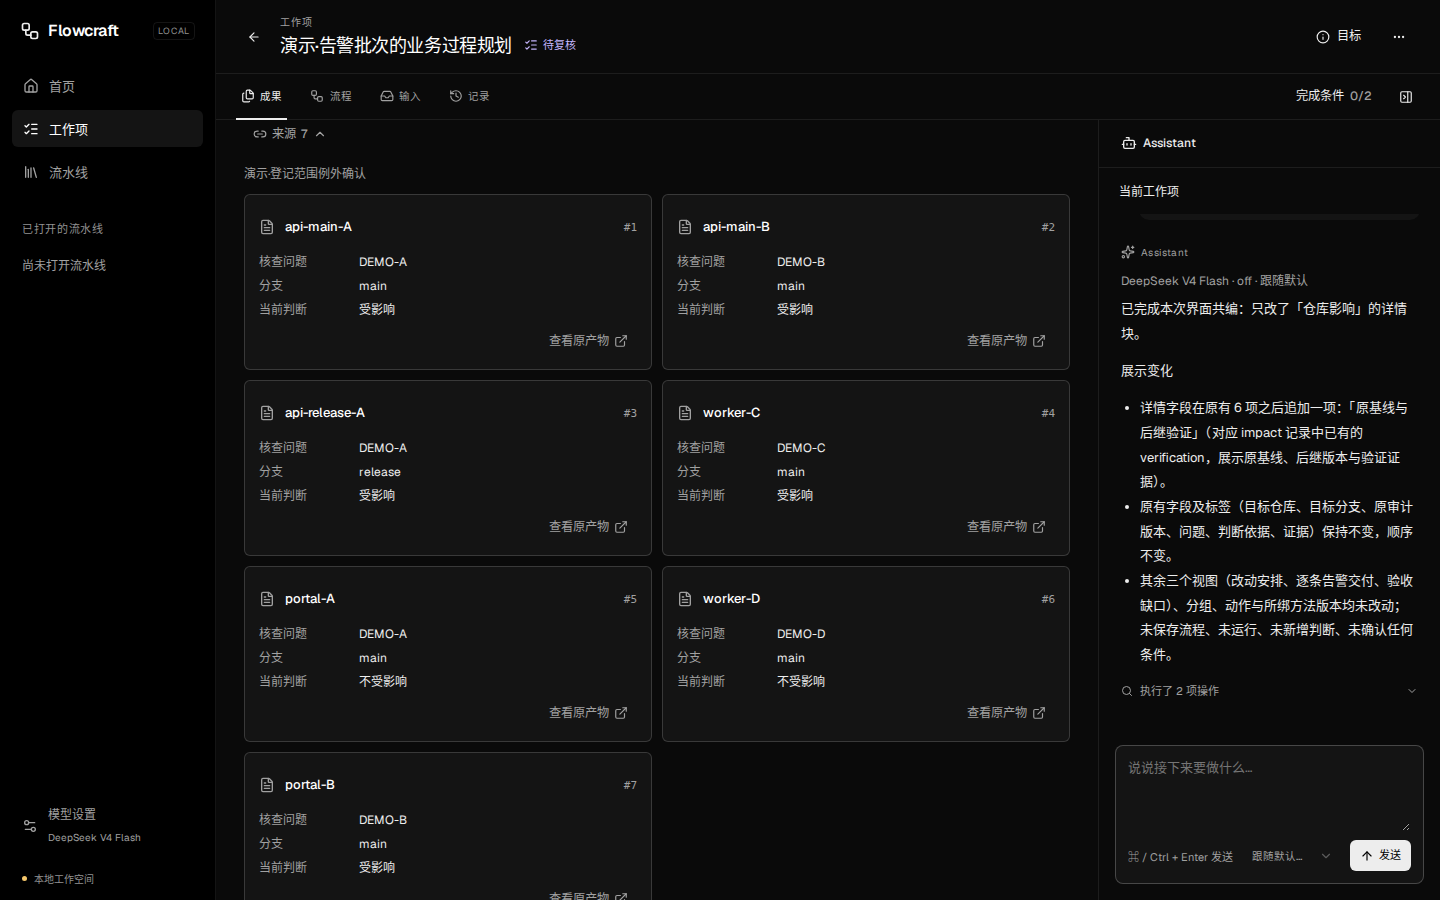 Flowcraft
LOCAL
首页
工作项
流水线
已打开的流水线
尚未打开流水线
模型设置
DeepSeek V4 Flash
本地工作空间
工作项
演示·告警批次的业务过程规划
待复核
目标
成果
流程
输入
记录
完成条件 0/2
来源 7
演示·登记范围例外确认
api-main-A
#1
核查问题 DEMO-A
分支 main
当前判断 受影响
查看原产物
api-main-B
#2
核查问题 DEMO-B
分支 main
当前判断 受影响
查看原产物
api-release-A
#3
核查问题 DEMO-A
分支 release
当前判断 受影响
查看原产物
worker-C
#4
核查问题 DEMO-C
分支 main
当前判断 受影响
查看原产物
portal-A
#5
核查问题 DEMO-A
分支 main
当前判断 不受影响
查看原产物
worker-D
#6
核查问题 DEMO-D
分支 main
当前判断 不受影响
查看原产物
portal-B
#7
核查问题 DEMO-B
分支 main
当前判断 受影响
查看原产物
Assistant
当前工作项
Assistant
DeepSeek V4 Flash · off · 跟随默认
已完成本次界面共编：只改了「仓库影响」的详情
块。
展示变化
• 详情字段在原有 6 项之后追加一项：「原基线与
后继验证」（对应 impact 记录中已有的
verification，展示原基线、后继版本与验证证
据）。
• 原有字段及标签（目标仓库、目标分支、原审计
版本、问题、判断依据、证据）保持不变，顺序
不变。
• 其余三个视图（改动安排、逐条告警交付、验收
缺口）、分组、动作与所绑方法版本均未改动；
未保存流程、未运行、未新增判断、未确认任何
条件。
执行了 2 项操作
说说接下来要做什么...
⌘ / Ctrl + Enter 发送
跟随默认...
发送